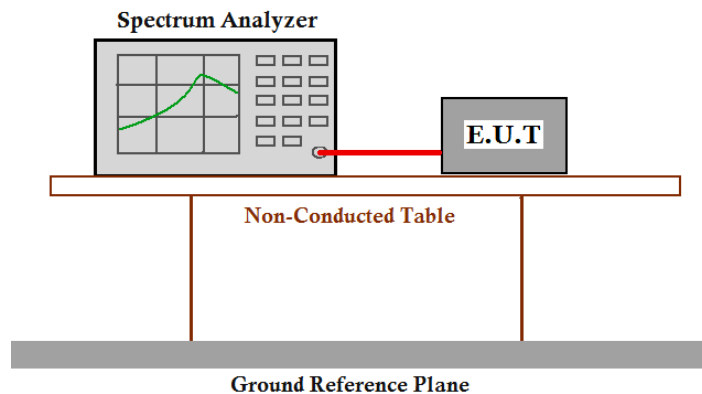 Spectrum Analyzer
E.U.T
Non-Conducted Table
Ground Reference Plane